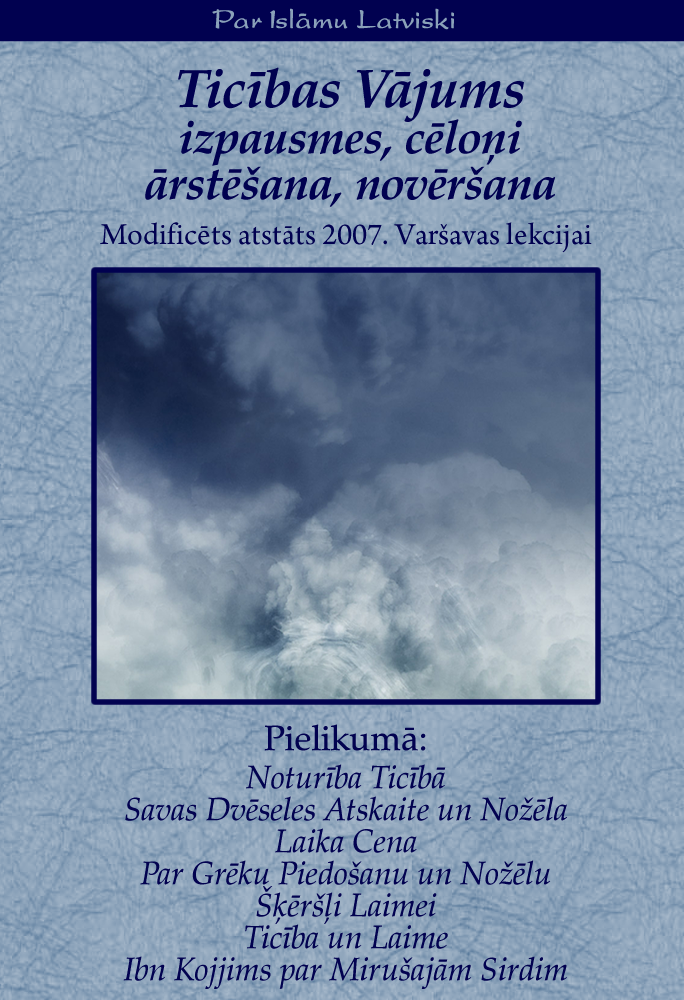 Par Islāmu Latviski
Ticības Vājums
izpausmes, cēloņi
ārstēšana, novēršana
Modificēts atstāts 2007. Varšavas lekcijai
Pielikumā:
Noturība Ticībā
Savas Dvēseles Atskaite un Nožēla
Laika Cena
Par Grēku Piedošanu un Nožēlu
Šķēršļi Laimei
Ticība un Laime
Ibn Kojjims par Mirušajām Sirdim